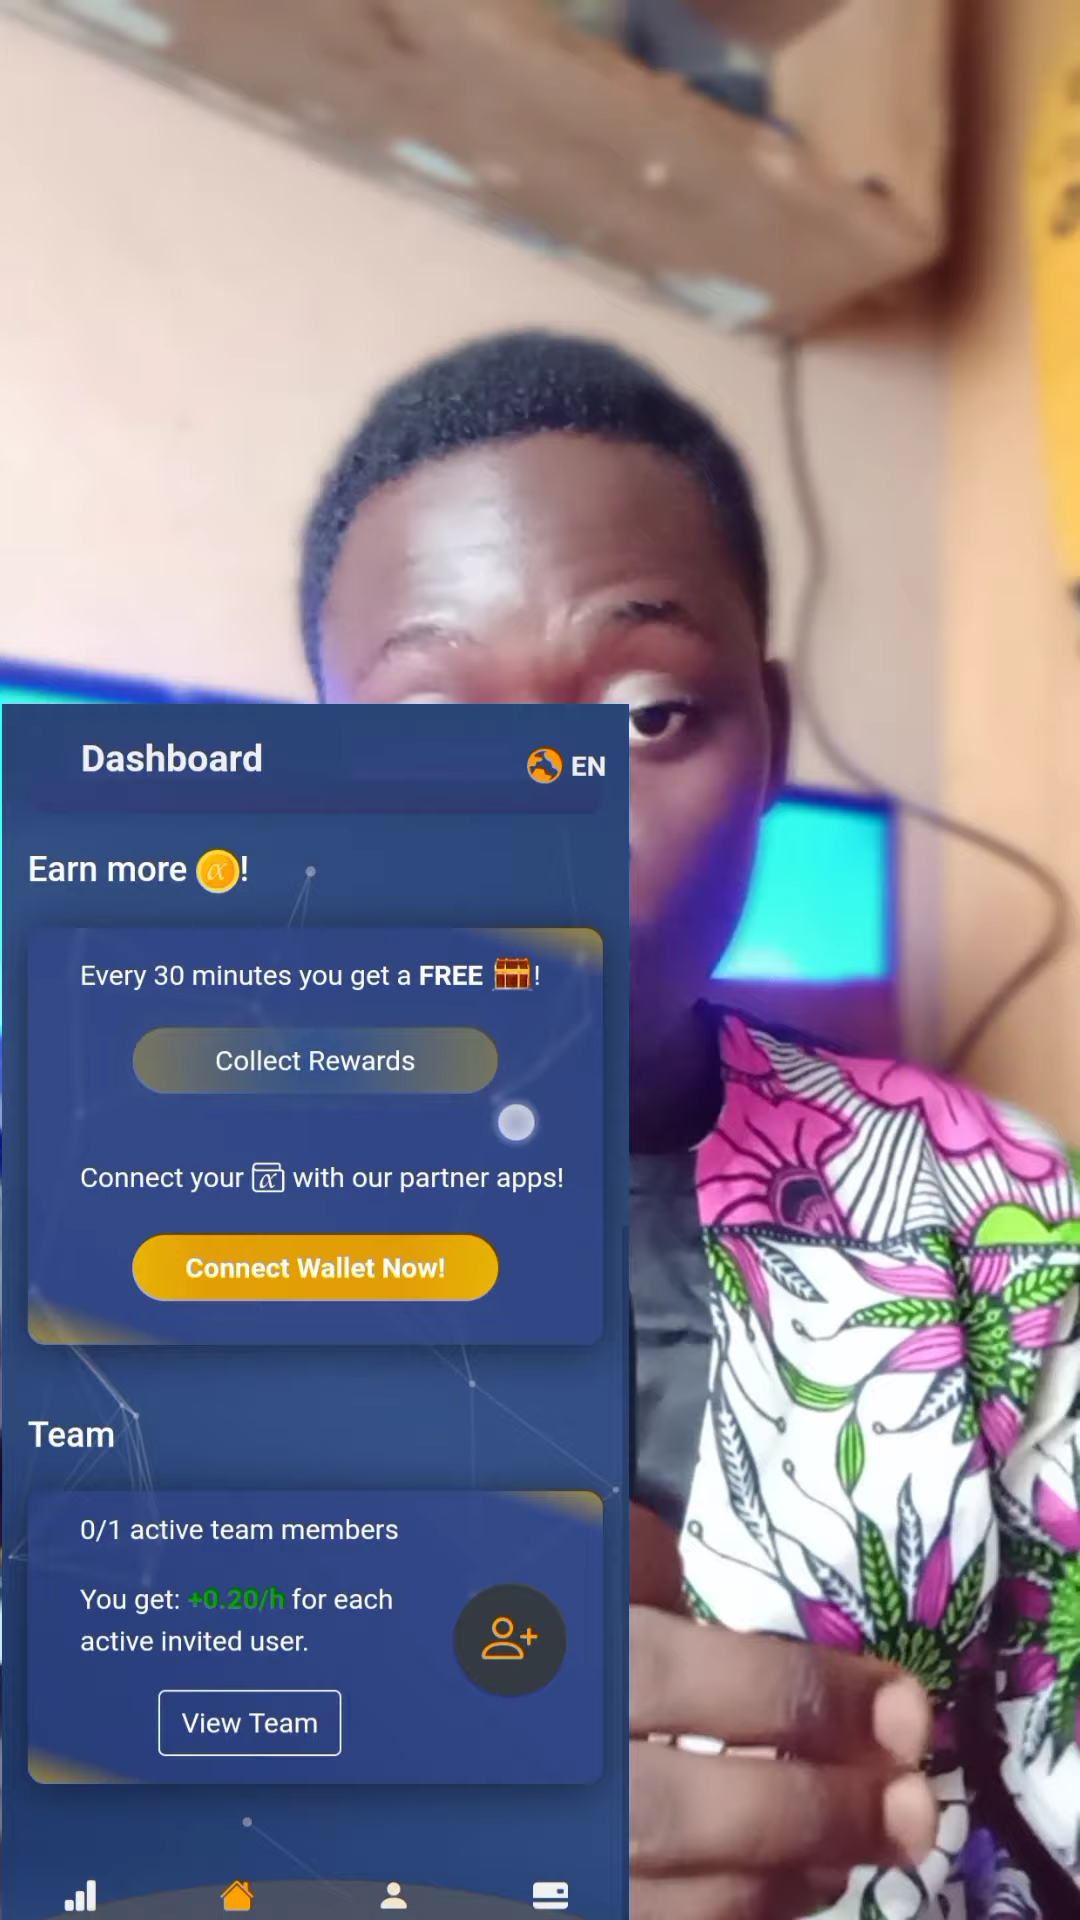 Dashboard
EN
Earn more !
Every 30 minutes you get a FREE !
Collect Rewards
Connect your with our partner apps!
Connect Wallet Now!
Team
0/1 active team members
You get: +0.20/h for each
active invited user.
View Team